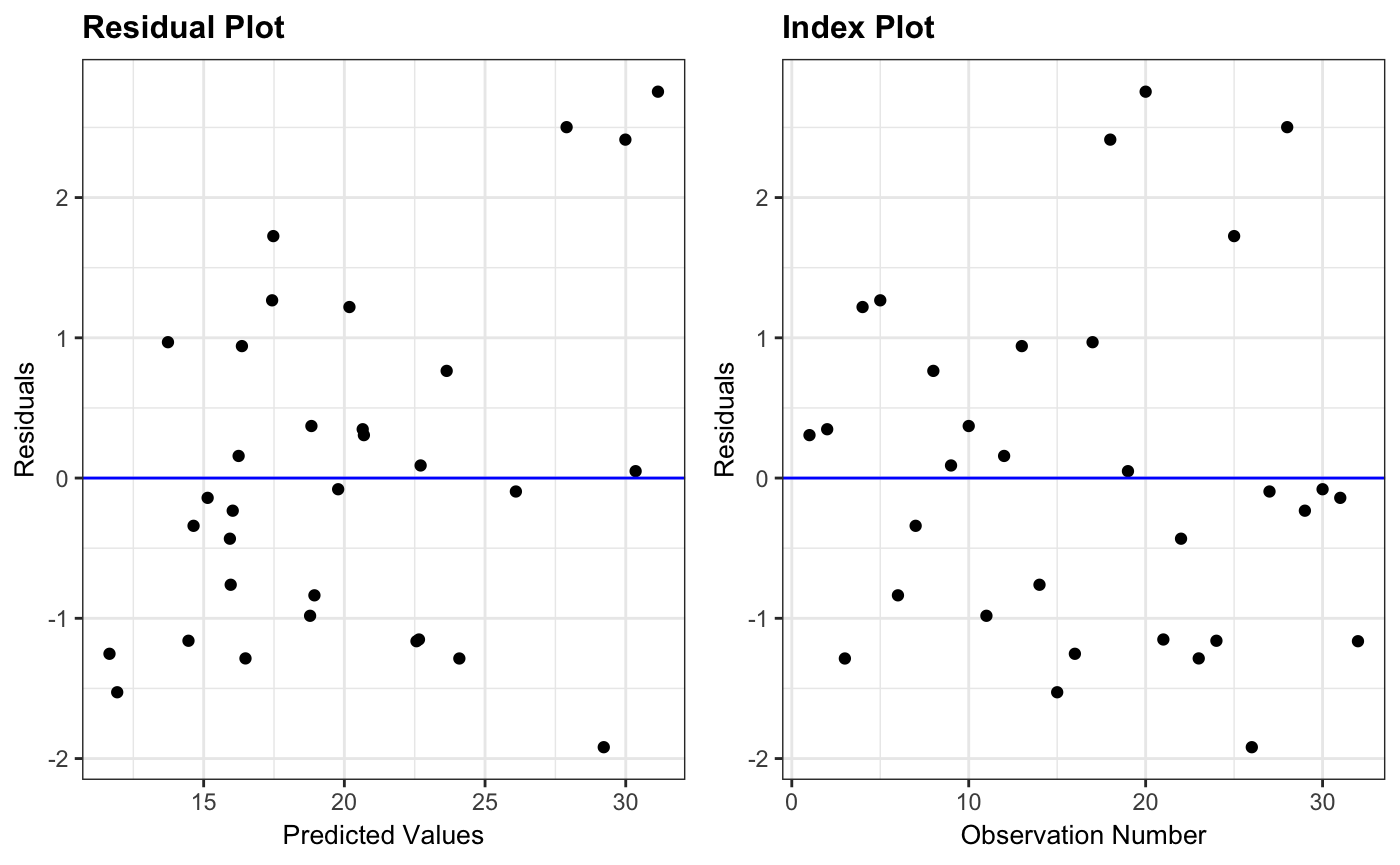 Residual Plot
Residuals
2
1
0
-1
-2
15 20 25 30
Predicted Values
Index Plot
Residuals
2
1
0
-1
-2
0 10 20 30
Observation Number